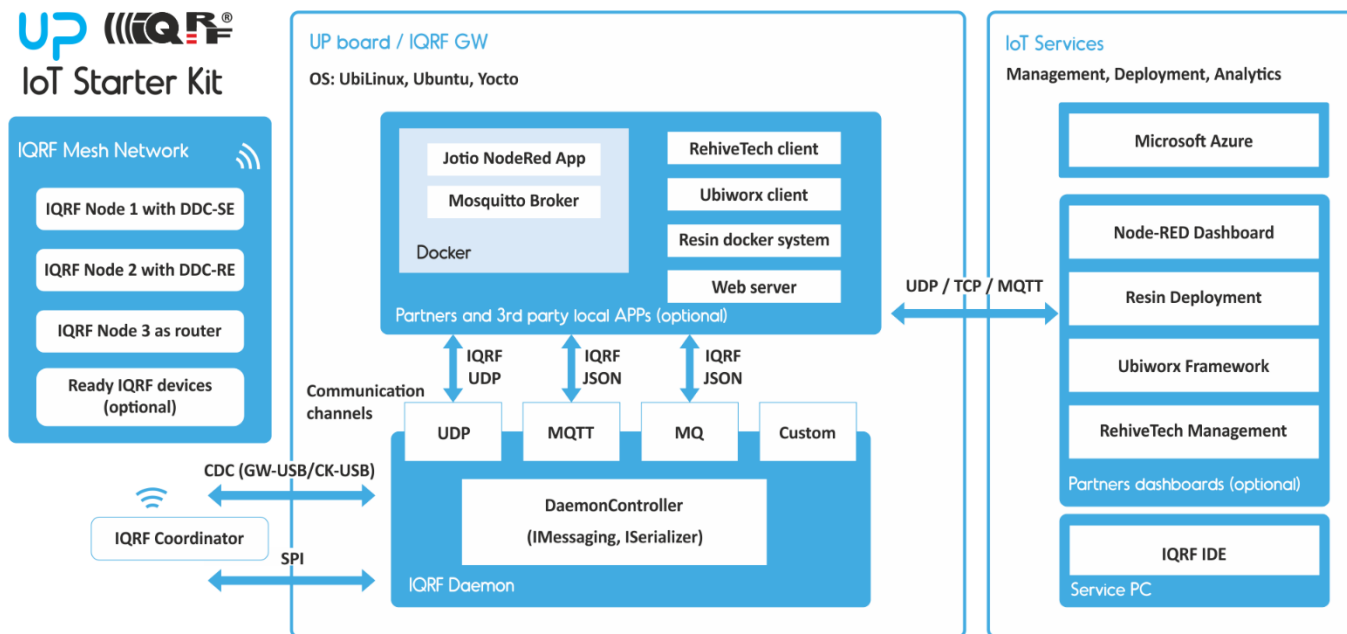 UP IQRF®
IoT Starter Kit
IQRF Mesh Network
IQRF Node 1 with DDC-SE
IQRF Node 2 with DDC-RE
IQRF Node 3 as router
Ready IQRF devices
(optional)
CDC (GW-USB/CK-USB)
IQRF Coordinator
SPI
UP board / IQRF GW
OS: UbiLinux, Ubuntu, Yocto
Jotio NodeRed App
Mosquitto Broker
Docker
RehiveTech client
Ubiworx client
Resin docker system
Web server
Partners and 3rd party local APPs (optional)
IQRF
UDP
IQRF
JSON
IQRF
JSON
Communication
channels
UDP
MQTT
MQ
Custom
DaemonController
(IMessaging, ISerializer)
IQRF Daemon
UDP / TCP / MQTT
IoT Services
Management, Deployment, Analytics
Microsoft Azure
Node-RED Dashboard
Resin Deployment
Ubiworx Framework
RehiveTech Management
Partners dashboards (optional)
IQRF IDE
Service PC